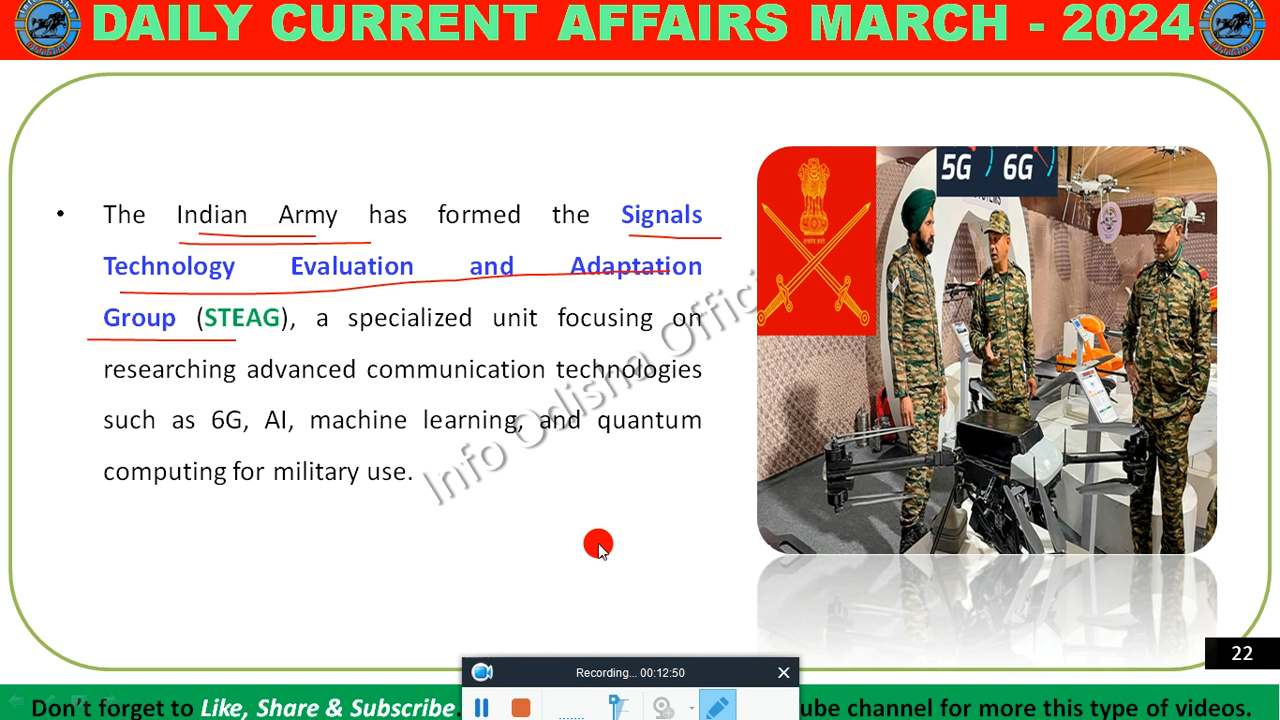 DAILY CURRENT AFFAIRS MARCH - 2024
• The Indian Army has formed the Signals
Technology Evaluation and Adaptation
Group (STEAG), a specialized unit focusing on
researching advanced communication technologies
such as 6G, AI, machine learning, and quantum
computing for military use.
Info Odisha Offici
5G 6G
22
Recording... 00:12:50
Don't forget to Like, Share & Subscribe.
ube channel for more this type of videos.